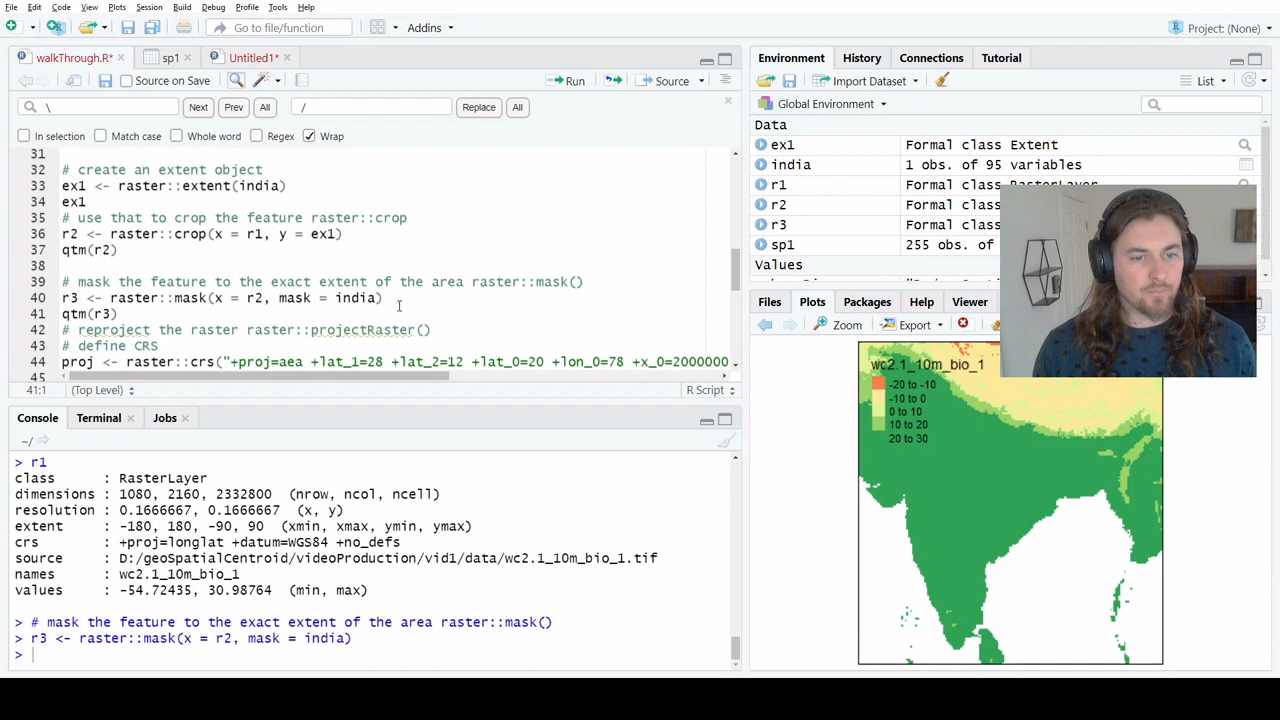 File Edit Code View Plots Session Build Debug Profile Tools Help
Go to file/function
Addins
Project: (None)
walkThrough.R*
sp1
Untitled1*
Source on Save
Run
Source
\
Next
Prev
All
/
Replace
All
In selection
Match case
Whole word
Regex
Wrap
31
32 # create an extent object
33 ex1 <- raster::extent(india)
34 ex1
35 # use that to crop the feature raster::crop
36 r2 <- raster::crop(x = r1, y = ex1)
37 qtm(r2)
38
39 # mask the feature to the exact extent of the area raster::mask()
40 r3 <- raster::mask(x = r2, mask = india)
41 qtm(r3)
42 # reproject the raster raster::projectRaster()
43 # define CRS
44 proj <- raster::crs("+proj=aea +lat_1=28 +lat_2=12 +lat_0=20 +lon_0=78 +x_0=2000000
45
41:1
(Top Level)
R Script
Console
Terminal
Jobs
~/
> r1
class : RasterLayer
dimensions : 1080, 2160, 2332800 (nrow, ncol, ncell)
resolution : 0.1666667, 0.1666667 (x, y)
extent : -180, 180, -90, 90 (xmin, xmax, ymin, ymax)
crs : +proj=longlat +datum=WGS84 +no_defs
source : D:/geoSpatialCentroid/videoProduction/vid1/data/wc2.1_10m_bio_1.tif
names : wc2.1_10m_bio_1
values : -54.72435, 30.98764 (min, max)
> # mask the feature to the exact extent of the area raster::mask()
> r3 <- raster::mask(x = r2, mask = india)
>
Environment
History
Connections
Tutorial
Import Dataset
List
Global Environment
Data
ex1 Formal class Extent
india 1 obs. of 95 variables
r1 Formal class RasterLayer
r2 Formal class
r3 Formal class
sp1 255 obs. of
Values
Files
Plots
Packages
Help
Viewer
Zoom
Export
wc2.1_10m_bio_1
-20 to -10
-10 to 0
0 to 10
10 to 20
20 to 30